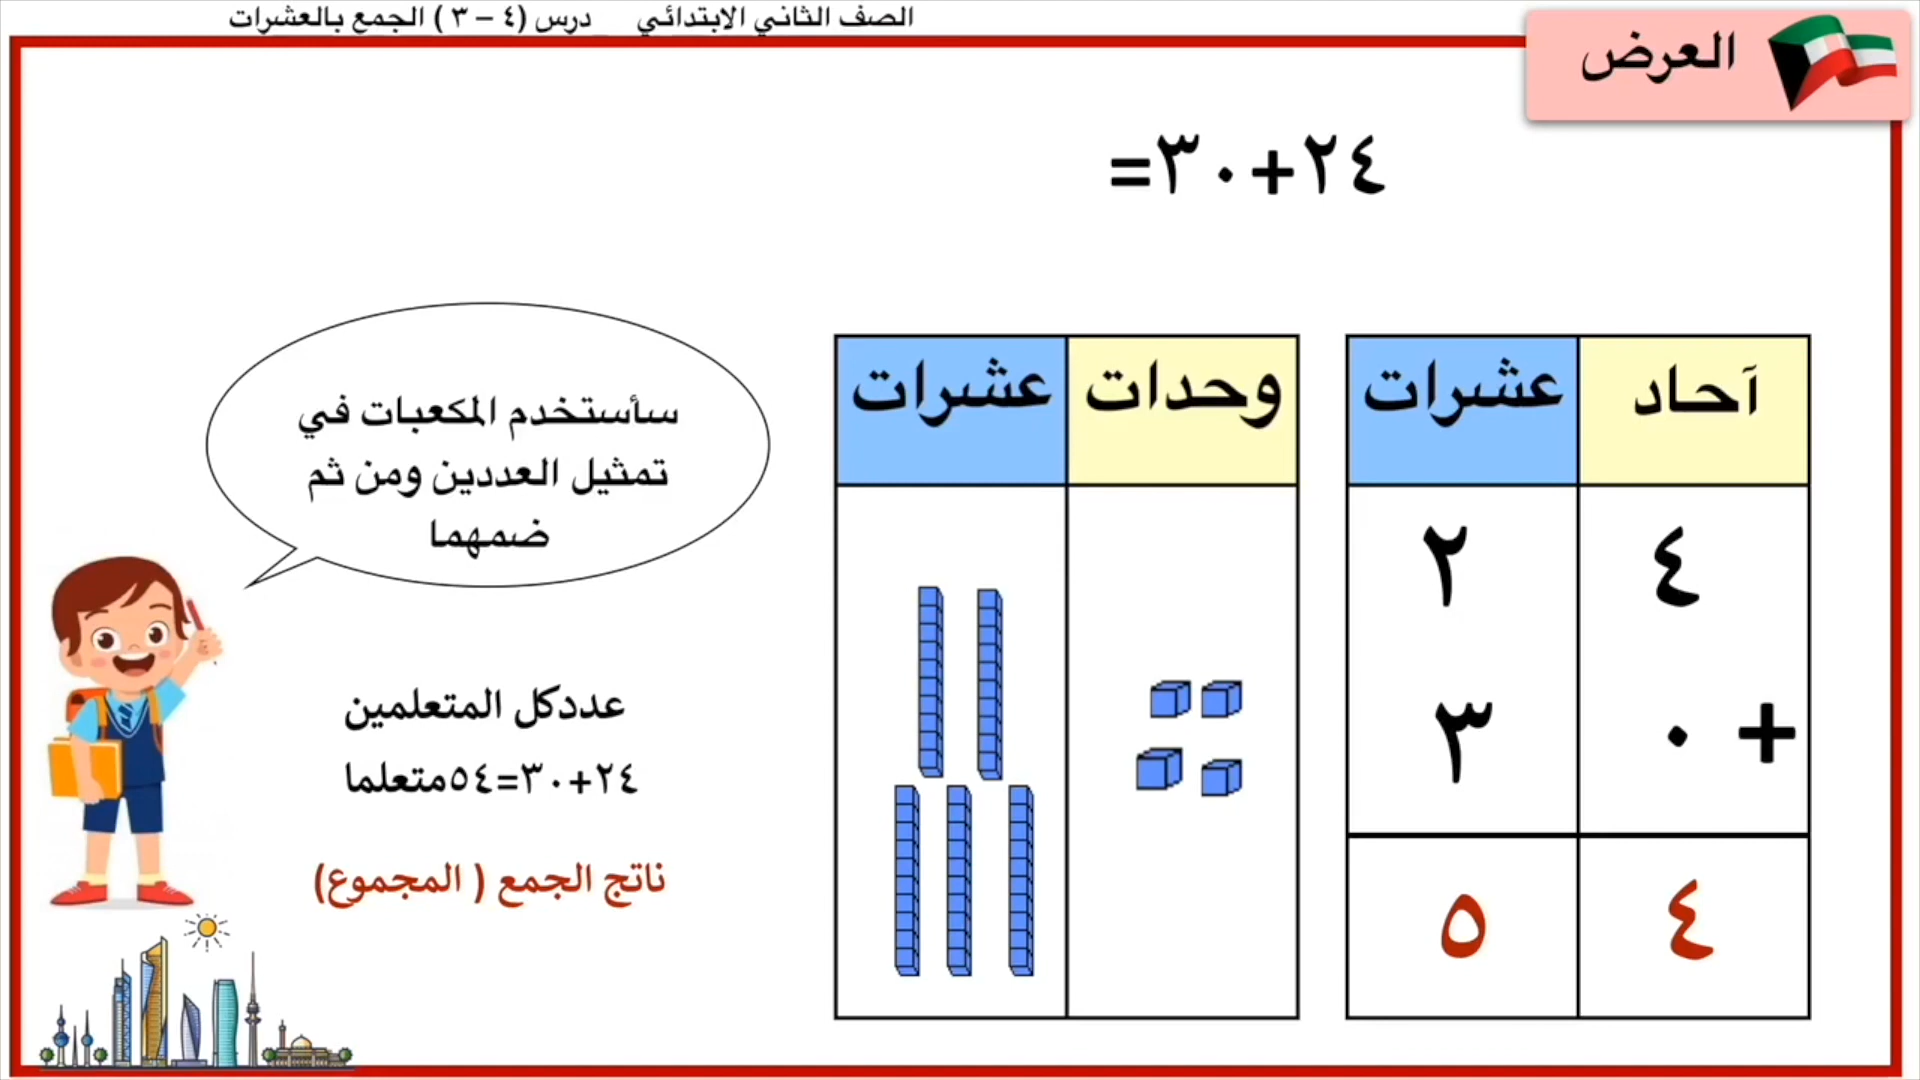 الصف الثاني الابتدائي _ درس (٤ – ٣ ) الجمع بالعشرات
العرض
٢٤+٣٠=
آحاد عشرات
٤ ٢
+ ٠ ٣
٤ ٥
وحدات عشرات
سأستخدم المكعبات في
تمثيل العددين ومن ثم
ضمهما
عددكل المتعلمين
٢٤+٣٠=٥٤متعلما
ناتج الجمع ( المجموع)